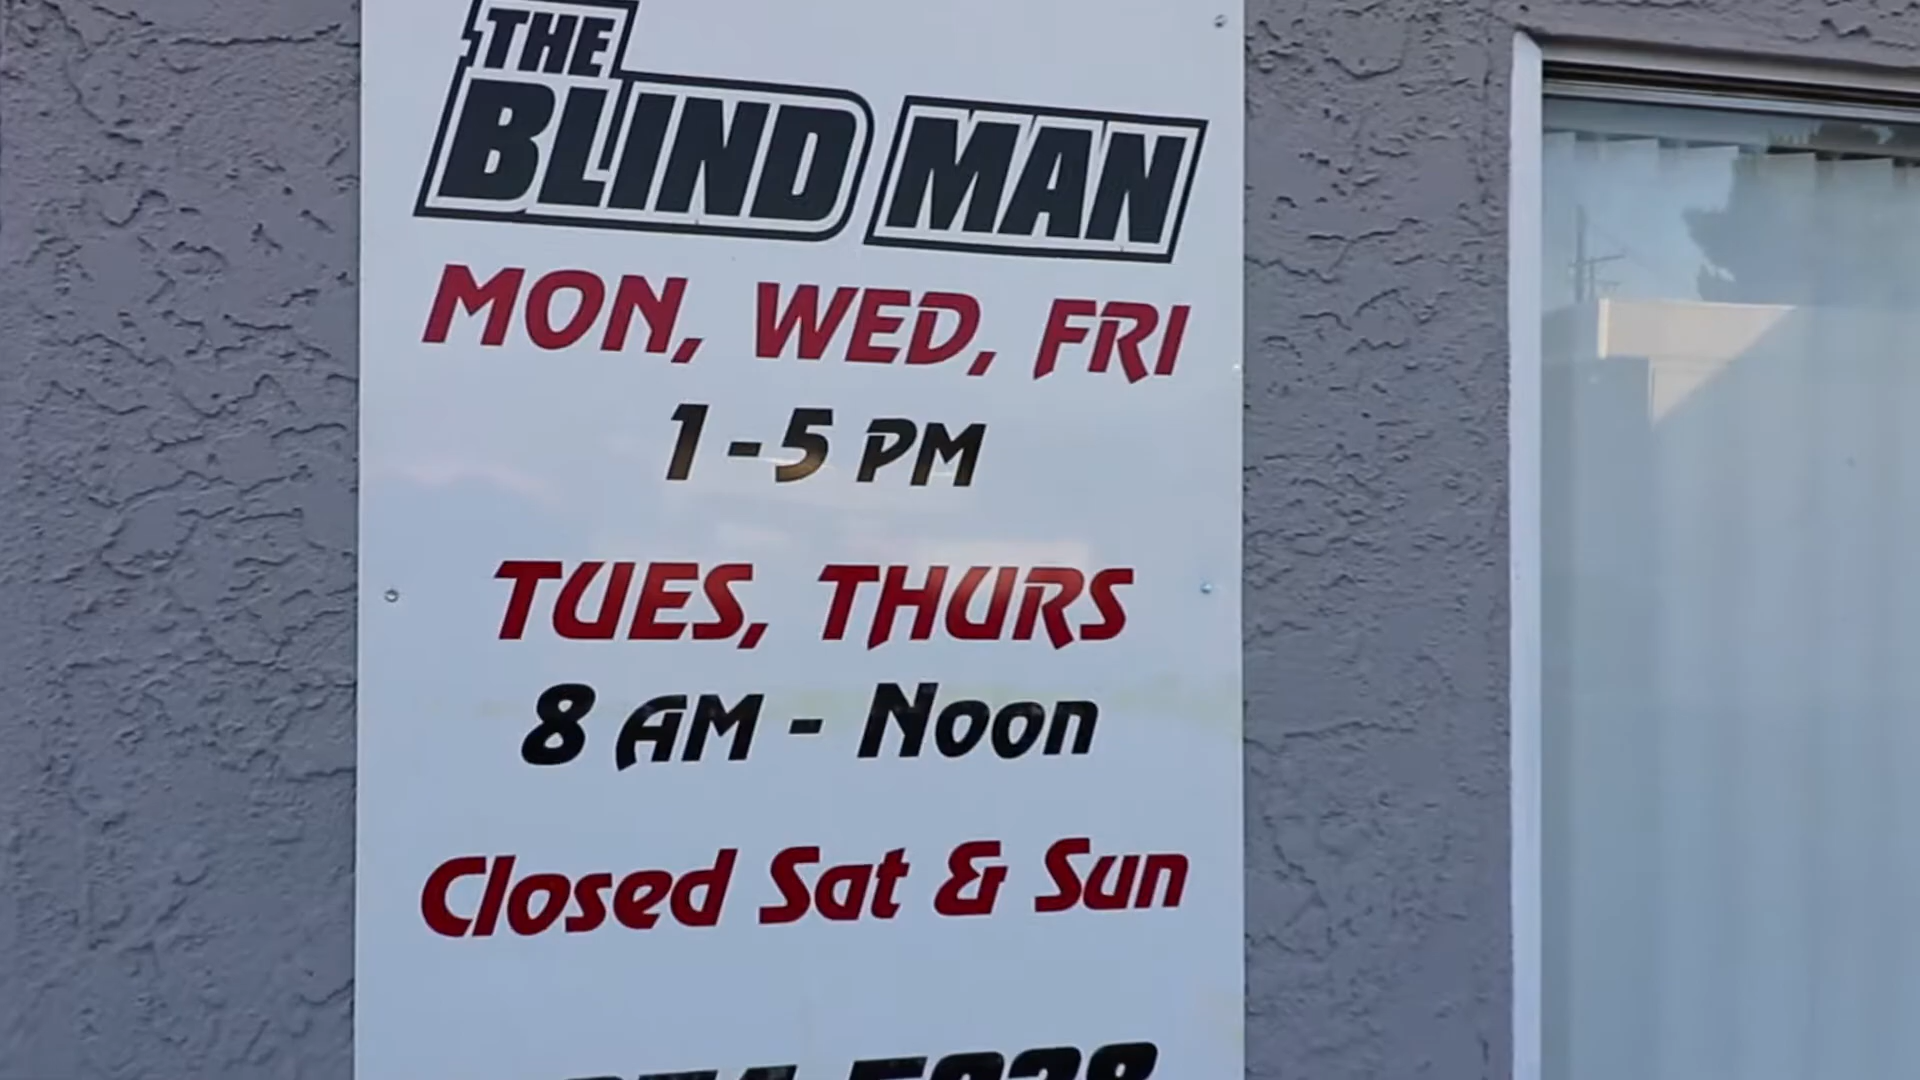 THE
BLIND MAN
MON, WED, FRI
1 - 5 PM
TUES, THURS
8 AM - Noon
Closed Sat & Sun